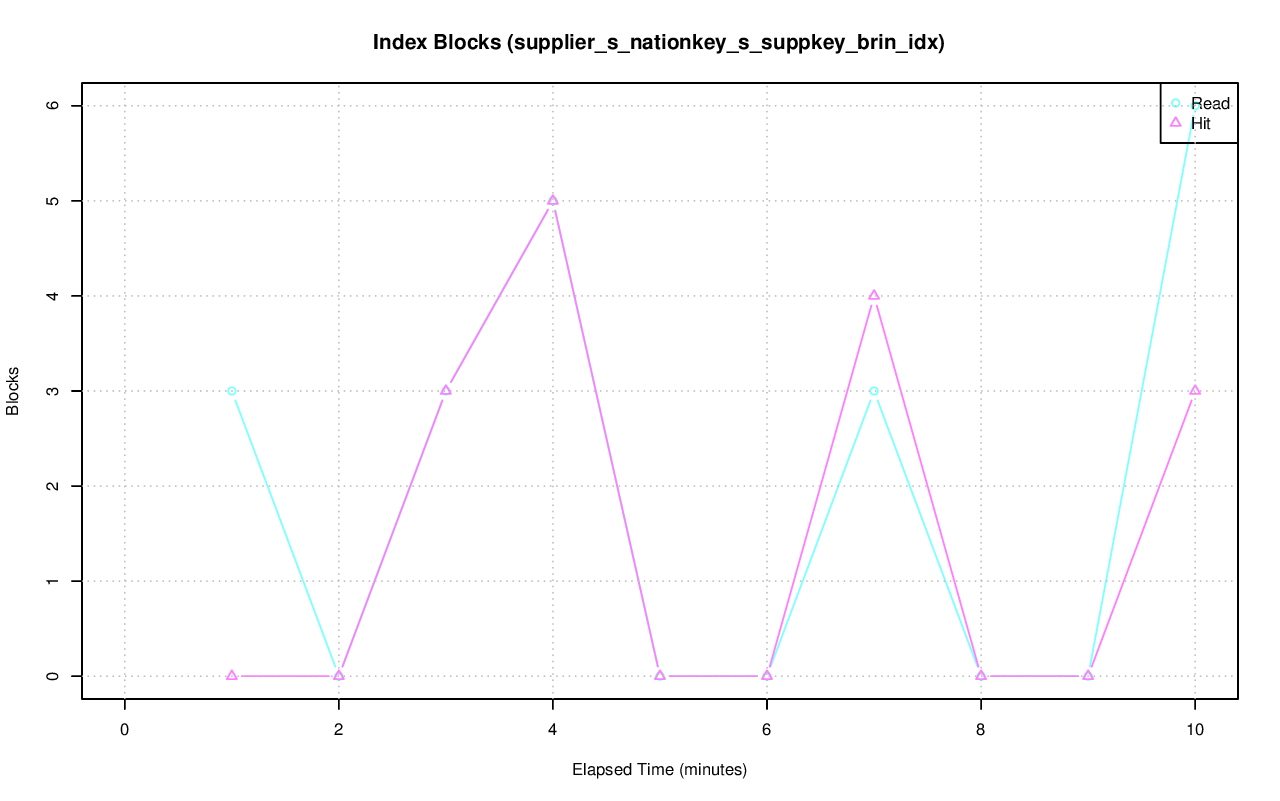 Index Blocks (supplier_s_nationkey_s_suppkey_brin_idx)
Read
Hit
6
5
4
3
2
1
0
Blocks
0 2 4 6 8 10
Elapsed Time (minutes)